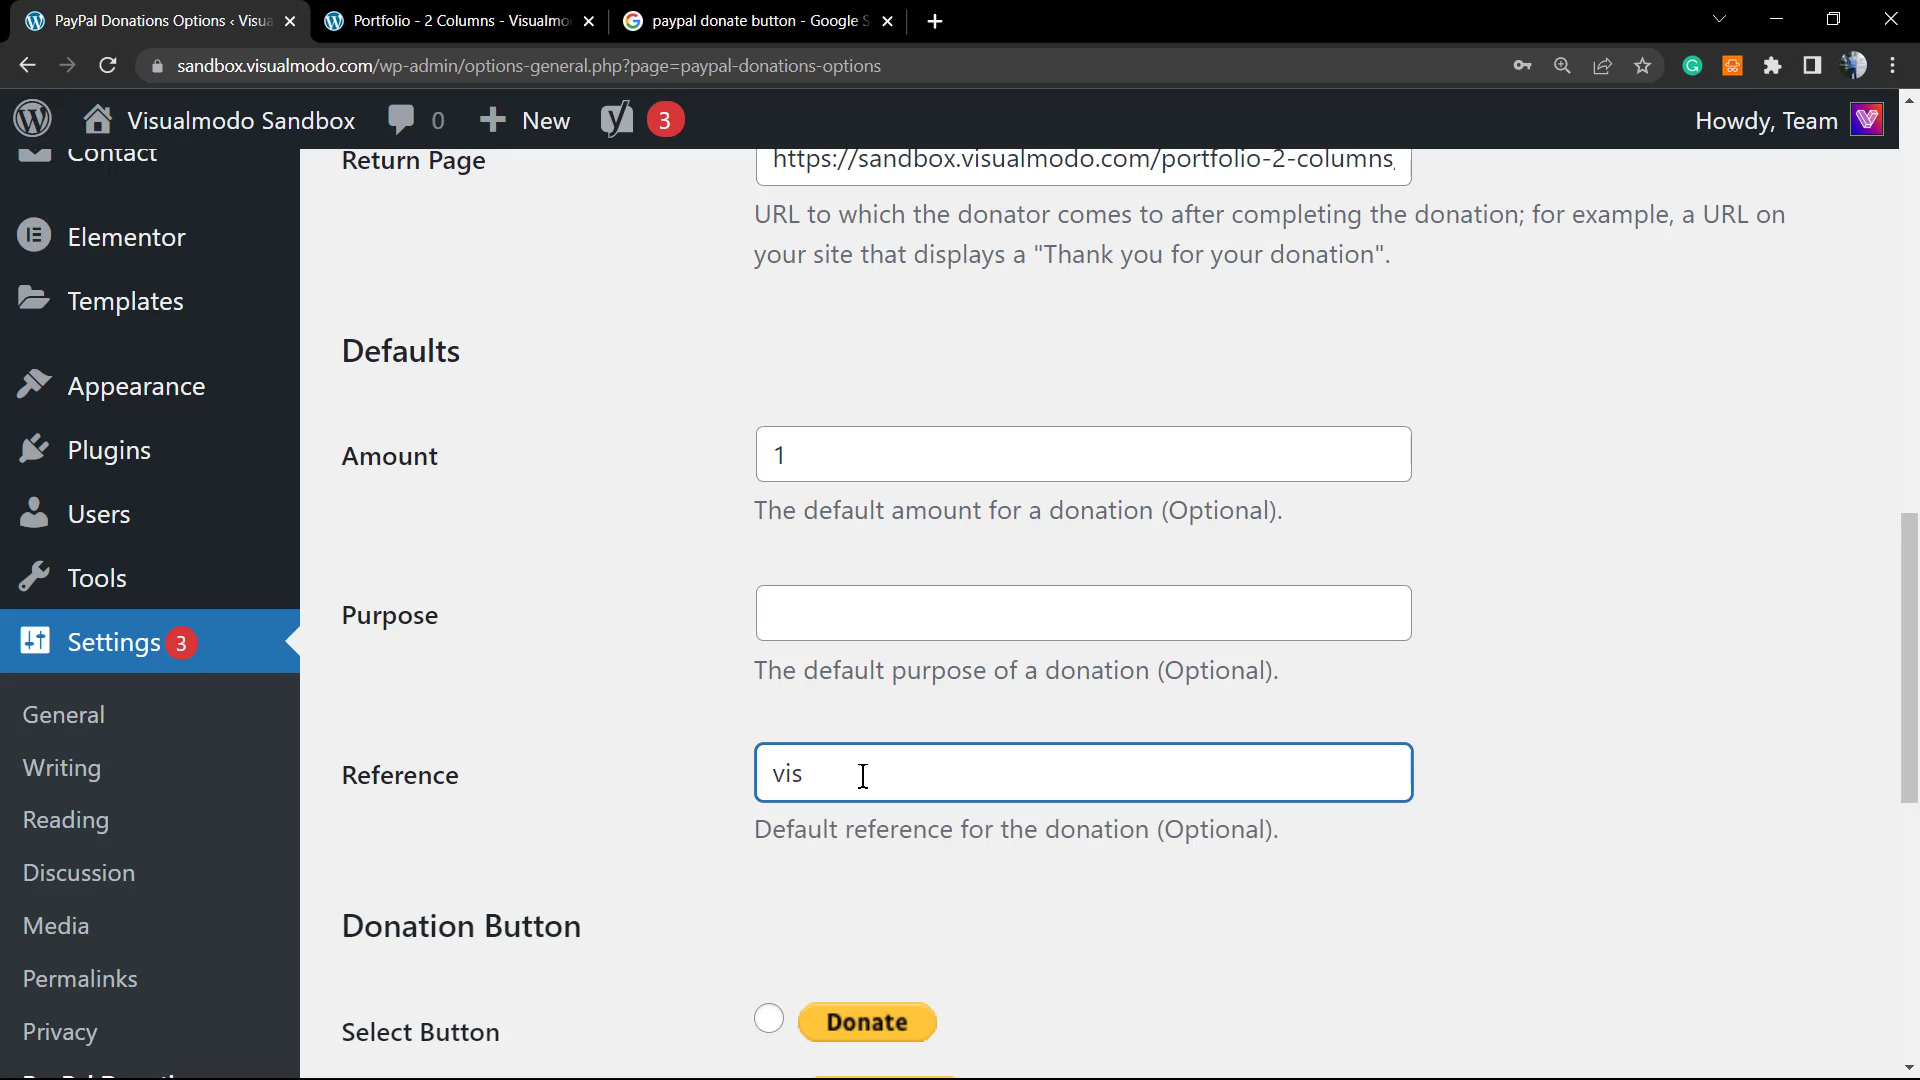 PayPal Donations Options ‹ Visua
Portfolio - 2 Columns - Visualmo
paypal donate button - Google S
sandbox.visualmodo.com/wp-admin/options-general.php?page=paypal-donations-options
Visualmodo Sandbox
0
New
3
Howdy, Team
Contact
Elementor
Templates
Appearance
Plugins
Users
Tools
Settings 3
General
Writing
Reading
Discussion
Media
Permalinks
Privacy
Return Page
https://sandbox.visualmodo.com/portfolio-2-columns,
URL to which the donator comes to after completing the donation; for example, a URL on
your site that displays a "Thank you for your donation".
Defaults
Amount
1
The default amount for a donation (Optional).
Purpose
The default purpose of a donation (Optional).
Reference
vis
Default reference for the donation (Optional).
Donation Button
Select Button
Donate